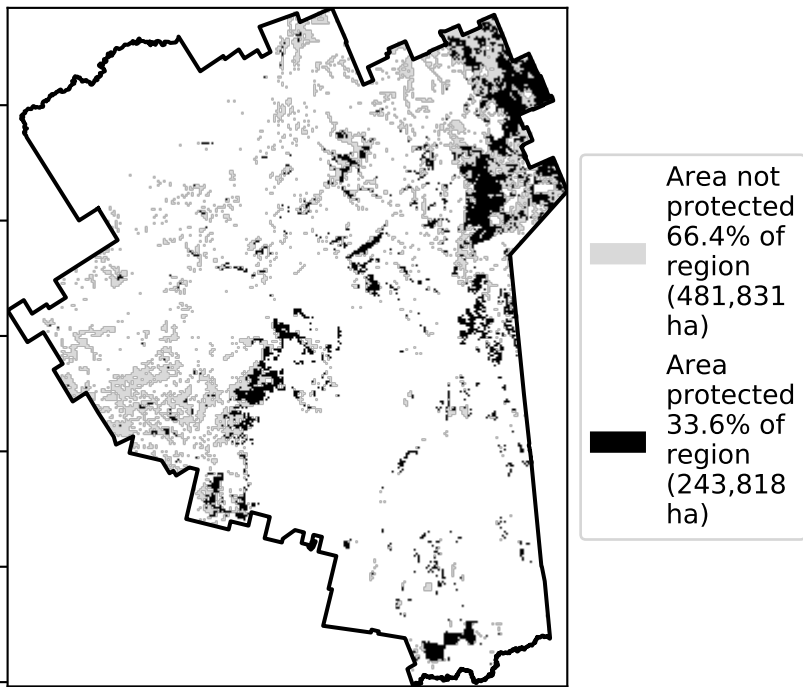 Area not
protected
66.4% of
region
(481,831
ha)
Area
protected
33.6% of
region
(243,818
ha)